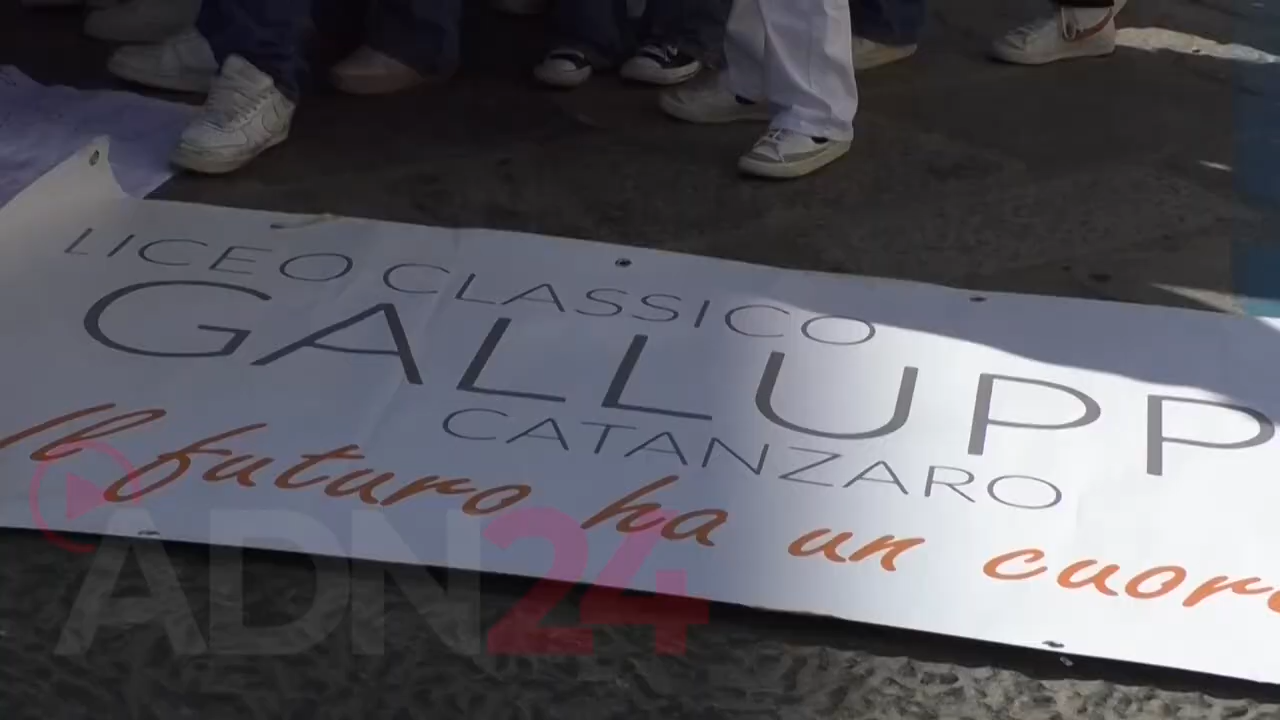 LICEO CLASSICO
GALLUPP
CATANZARO
Il futuro ha un cuore
ADN24